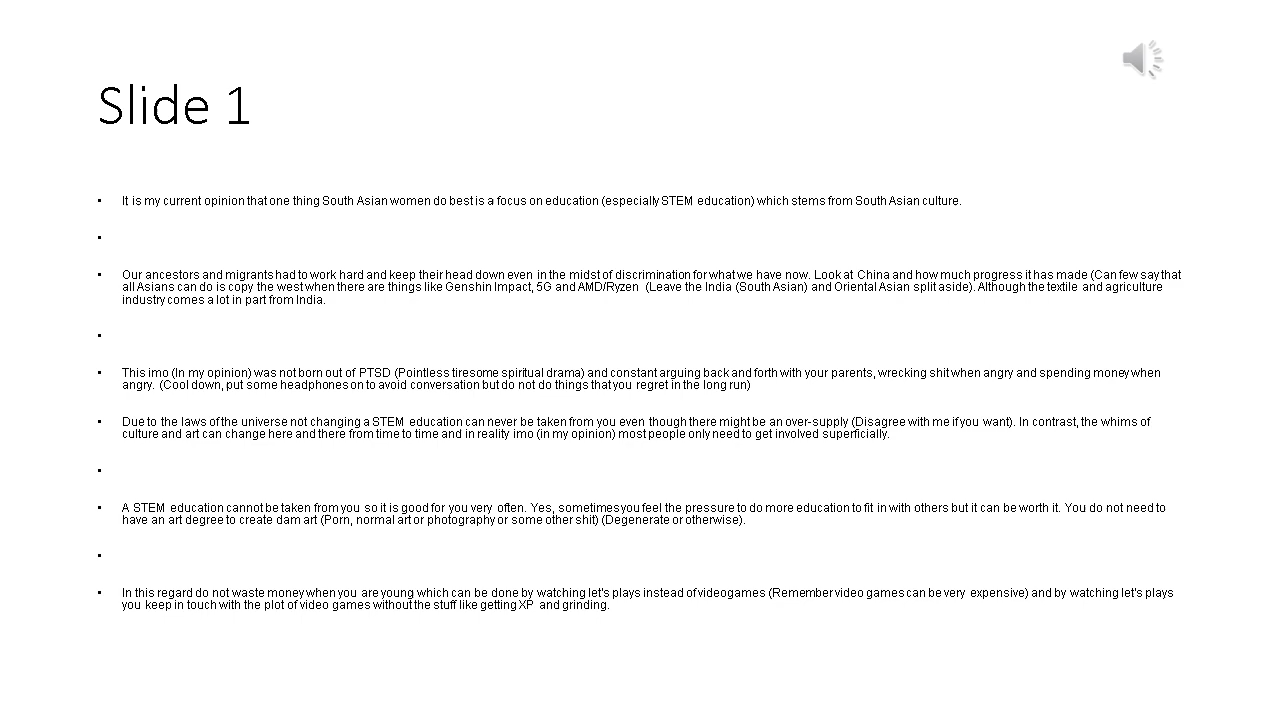 Slide 1
• It is my current opinion that one thing South Asian women do best is a focus on education (especially STEM education) which stems from South Asian culture.
•
• Our ancestors and migrants had to work hard and keep their head down even in the midst of discrimination for what we have now. Look at China and how much progress it has made (Can few say that
all Asians can do is copy the west when there are things like Genshin Impact, 5G and AMD/Ryzen (Leave the India (South Asian) and Oriental Asian split aside). Although the textile and agriculture
industry comes a lot in part from India.
•
• This imo (In my opinion) was not born out of PTSD (Pointless tiresome spiritual drama) and constant arguing back and forth with your parents, wrecking shit when angry and spending money when
angry. (Cool down, put some headphones on to avoid conversation but do not do things that you regret in the long run)
• Due to the laws of the universe not changing a STEM education can never be taken from you even though there might be an over-supply (Disagree with me if you want). In contrast, the whims of
culture and art can change here and there from time to time and in reality imo (in my opinion) most people only need to get involved superficially.
•
• A STEM education cannot be taken from you so it is good for you very often. Yes, sometimes you feel the pressure to do more education to fit in with others but it can be worth it. You do not need to
have an art degree to create dam art (Porn, normal art or photography or some other shit) (Degenerate or otherwise).
•
• In this regard do not waste money when you are young which can be done by watching let's plays instead of videogames (Remember video games can be very expensive) and by watching let's plays
you keep in touch with the plot of video games without the stuff like getting XP and grinding.